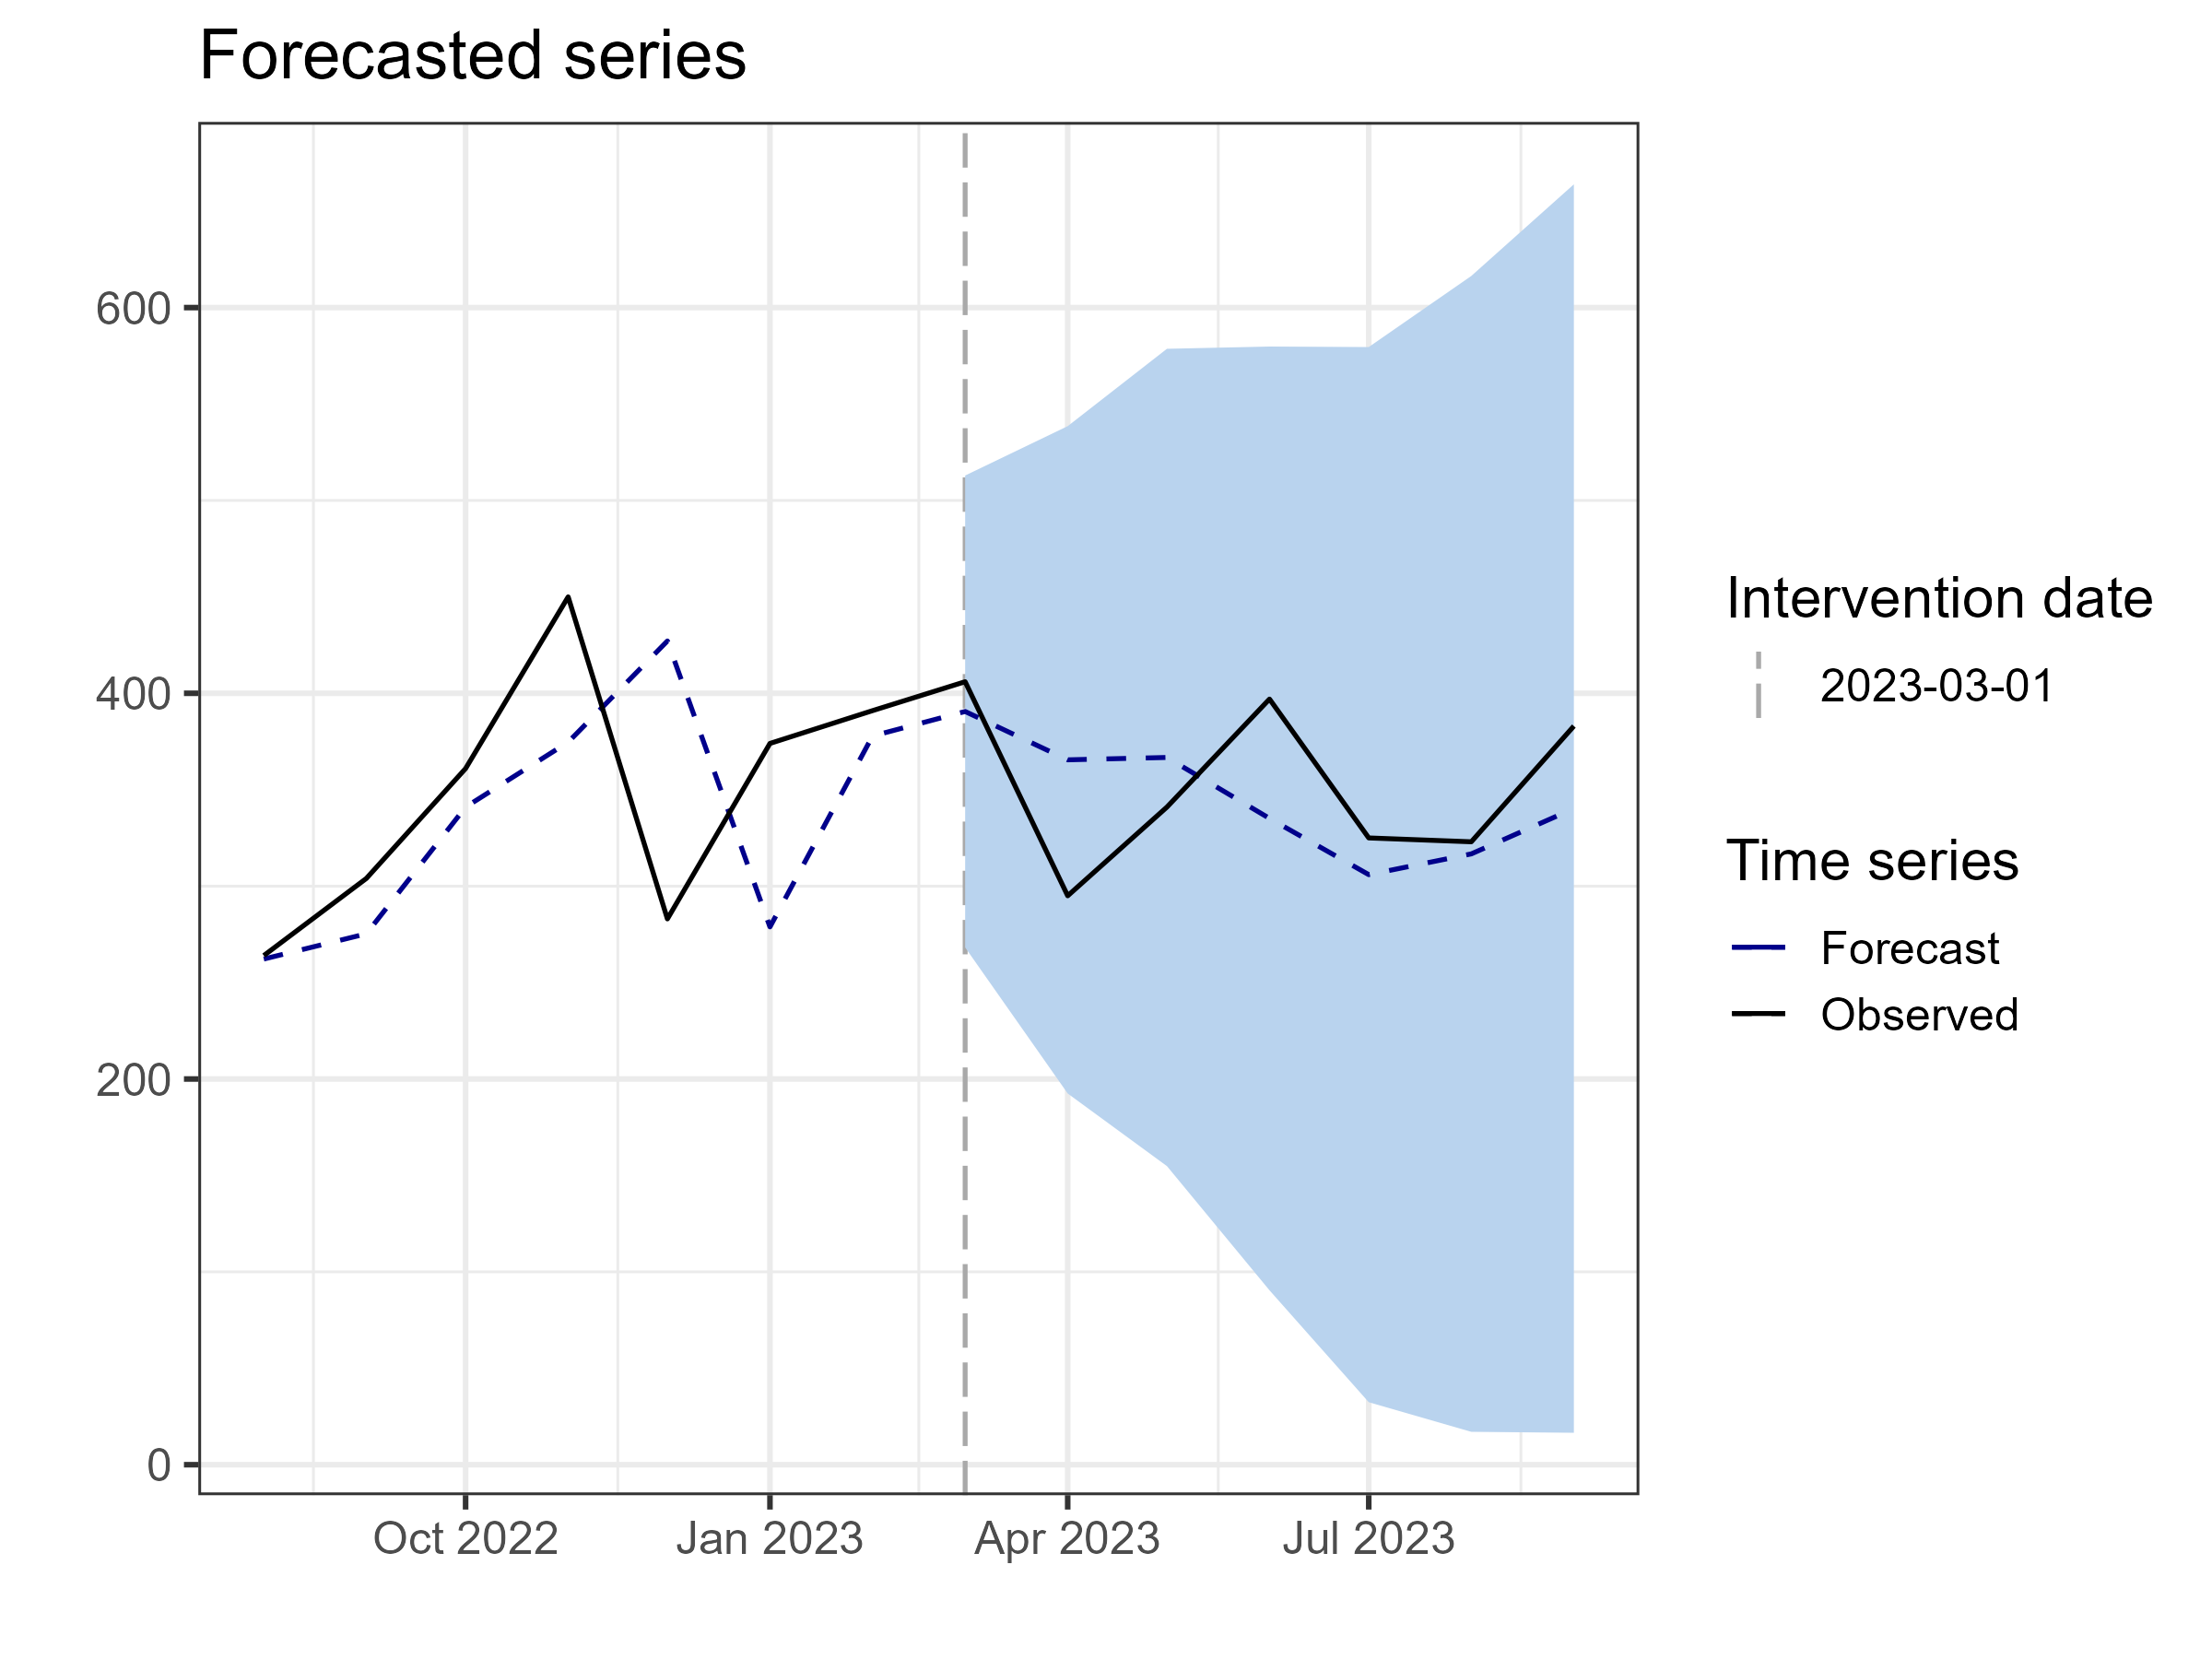 Forecasted series
600
400
200
0
Oct 2022
Jan 2023
Apr 2023
Jul 2023
Intervention date
2023-03-01
Time series
Forecast
Observed